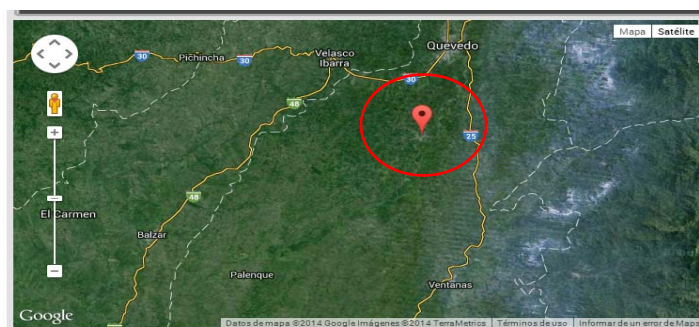 Mapa Satélite
Quevedo
Velasco
Ibarra
Pichincha
30
30
30
48
25
El Carmen
48
Balzar
Palenque
Ventanas
Google
Datos de mapa ©2014 Google Imágenes ©2014 TerraMetrics Términos de uso Informar de un error de Maps